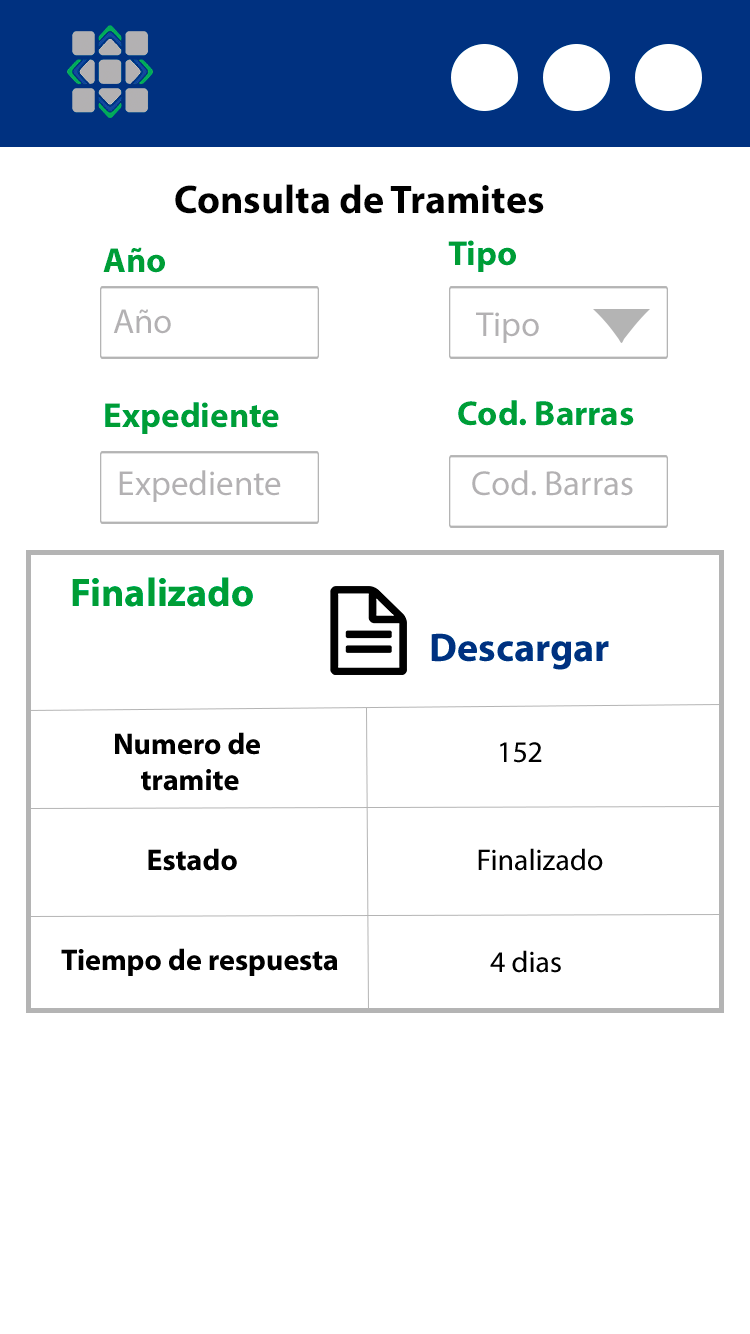 Consulta de Tramites
Año
Tipo
Año
Tipo
Expediente
Cod. Barras
Expediente
Cod. Barras
Finalizado
Descargar
Numero de
tramite
152
Estado
Finalizado
Tiempo de respuesta
4 dias